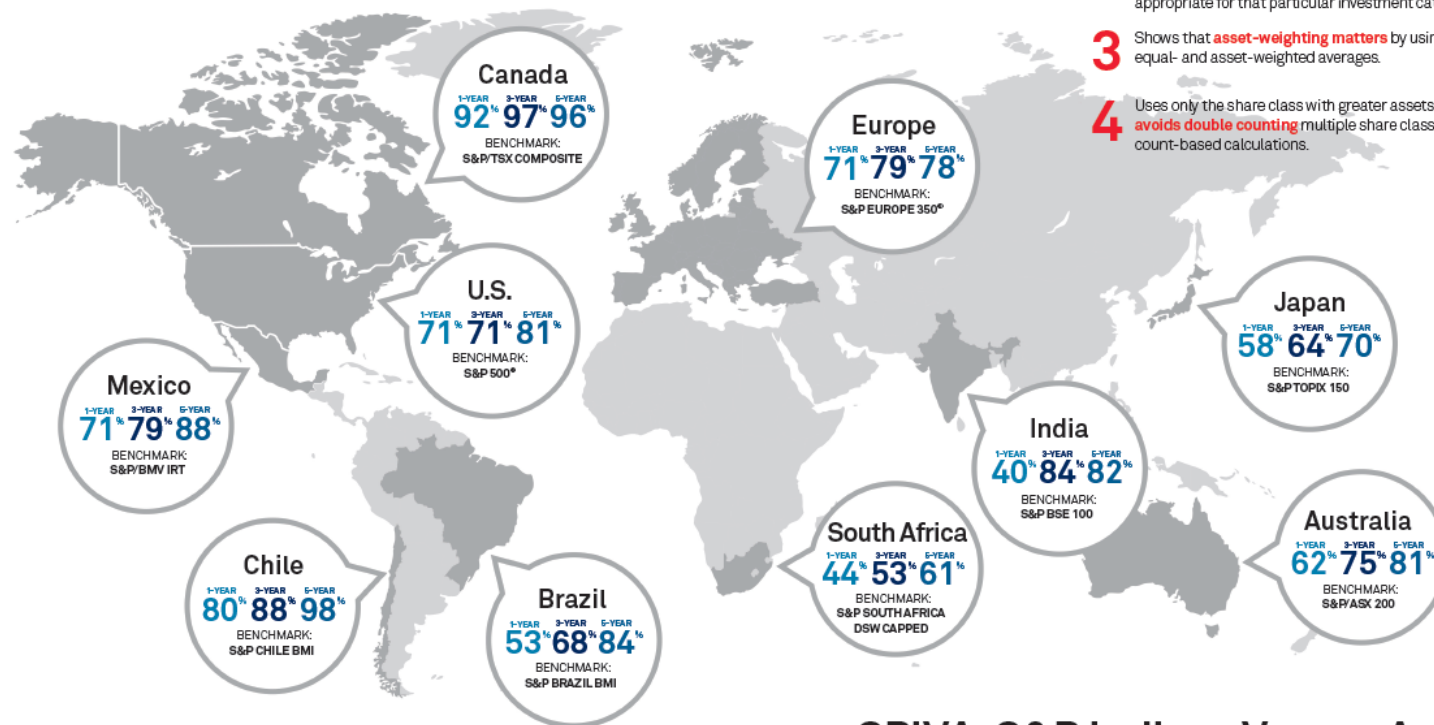 appropriate for that particular investment
3 Shows that asset-weighting matters by
equal- and asset-weighted averages.
4 Uses only the share class with greater assets
avoids double counting multiple share
count-based calculations.
Canada
1-YEAR 3-YEAR 5-YEAR
92% 97% 96%
BENCHMARK:
S&P/TSX COMPOSITE
Europe
1-YEAR 3-YEAR 5-YEAR
71% 79% 78%
BENCHMARK:
S&P EUROPE 350®
U.S.
1-YEAR 3-YEAR 5-YEAR
71% 71% 81%
BENCHMARK:
S&P 500®
Japan
1-YEAR 3-YEAR 5-YEAR
58% 64% 70%
BENCHMARK:
S&P TOPIX 150
Mexico
1-YEAR 3-YEAR 5-YEAR
71% 79% 88%
BENCHMARK:
S&P/BMV IRT
India
1-YEAR 3-YEAR 5-YEAR
40% 84% 82%
BENCHMARK:
S&P BSE 100
Australia
1-YEAR 3-YEAR 5-YEAR
62% 75% 81%
BENCHMARK:
S&P/ASX 200
South Africa
1-YEAR 3-YEAR 5-YEAR
44% 53% 61%
BENCHMARK:
S&P SOUTH AFRICA
DSW CAPPED
Chile
1-YEAR 3-YEAR 5-YEAR
80% 88% 98%
BENCHMARK:
S&P CHILE BMI
Brazil
1-YEAR 3-YEAR 5-YEAR
53% 68% 84%
BENCHMARK:
S&P BRAZIL BMI